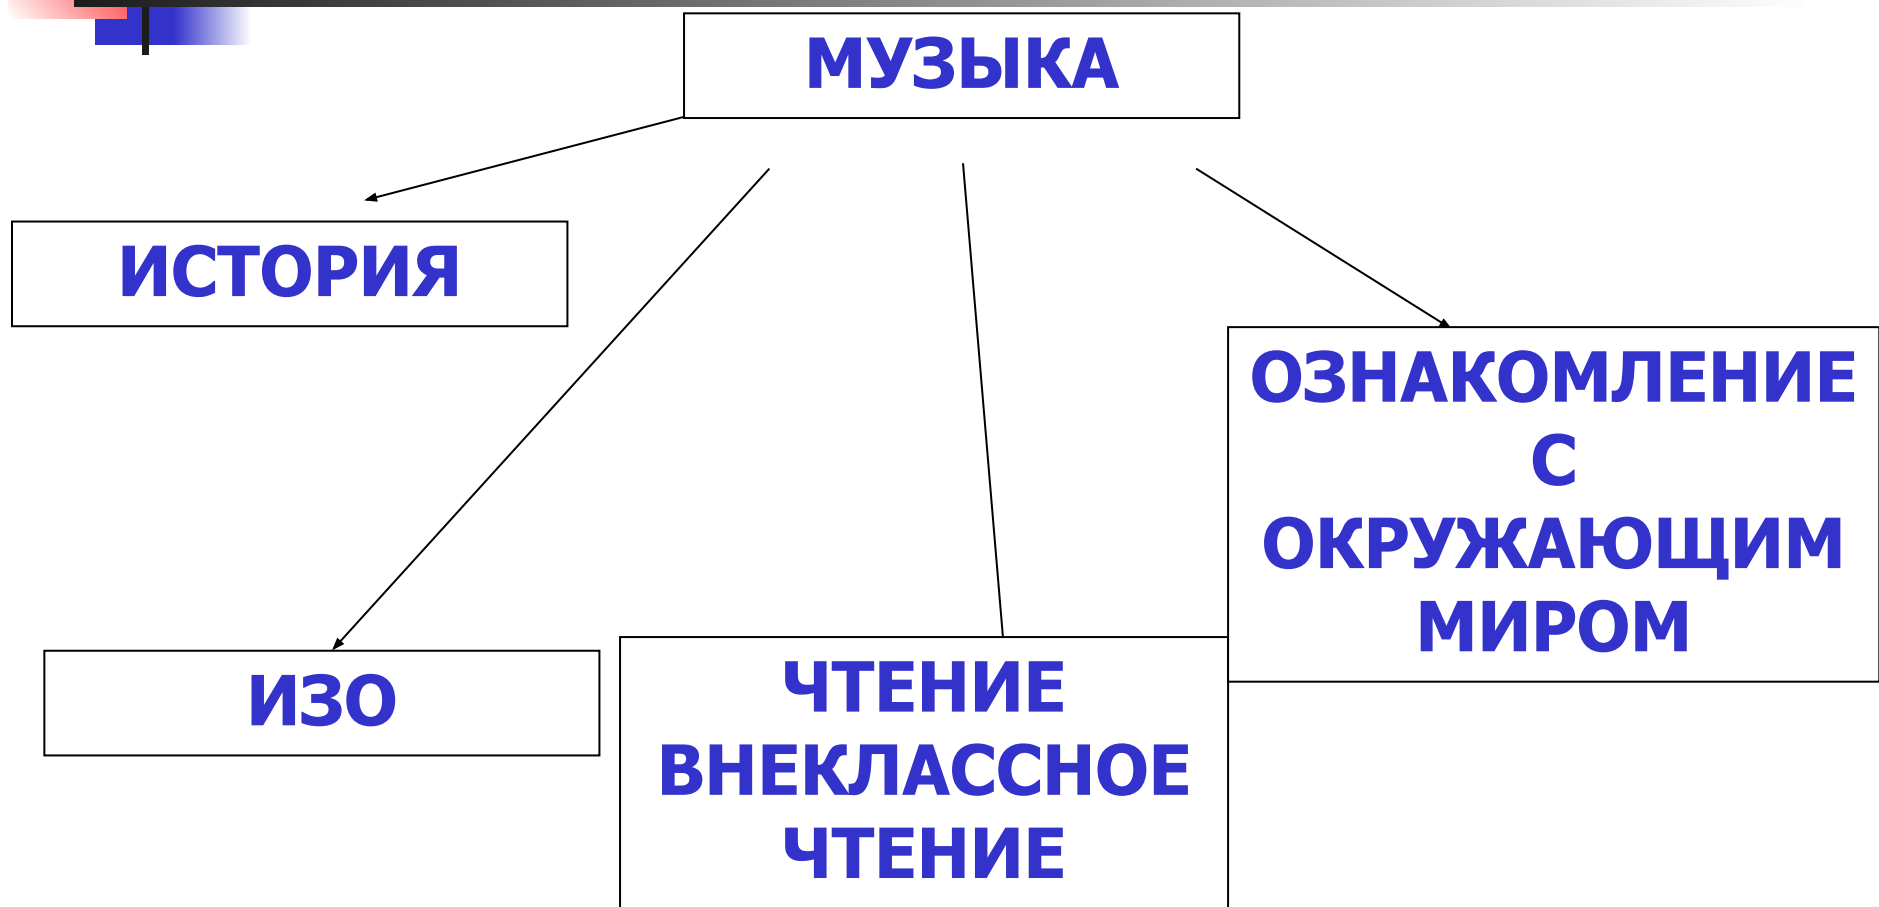 МУЗЫКА
ИСТОРИЯ
ОЗНАКОМЛЕНИЕ
С
ОКРУЖАЮЩИМ
МИРОМ
ИЗО
ЧТЕНИЕ
ВНЕКЛАССНОЕ
ЧТЕНИЕ